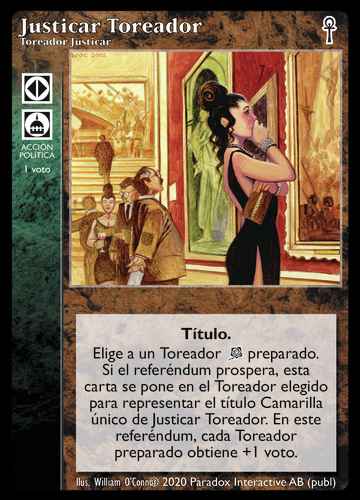 Justicar Toreador
Toreador Justicar
ACCIÓN
POLÍTICA
1 voto
Título.
Elige a un Toreador preparado.
Si el referéndum prospera, esta
carta se pone en el Toreador elegido
para representar el título Camarilla
único de Justicar Toreador. En este
referéndum, cada Toreador
preparado obtiene +1 voto.
Ilus. William O'Connor © 2020 Paradox Interactive AB (publ)